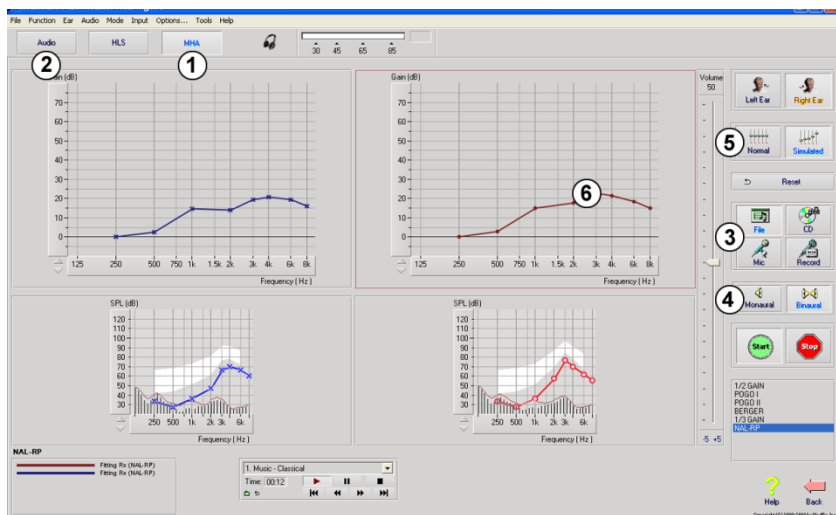 File Function Ear Audio Mode Input Options... Tools Help
Audio HLS MHA
30 45 65 85
1
2
Gain (dB)
70
60
50
40
30
20
10
0
125 250 500 750 1k 1.5k 2k 3k 4k 6k 8k
Frequency ( Hz )
Gain (dB)
70
60
50
40
30
20
10
0
6
125 250 500 750 1k 1.5k 2k 3k 4k 6k 8k
Frequency ( Hz )
SPL (dB)
120
110
100
90
80
70
60
50
40
30
250 500 1k 2k 3k 6k
Frequency ( Hz )
SPL (dB)
120
110
100
90
80
70
60
50
40
30
250 500 1k 2k 3k 6k
Frequency ( Hz )
Volume
50
-5 +5
Left Ear Right Ear
5
Normal Simulated
Reset
3
File CD
Mic Record
4
Monaural Binaural
Start Stop
1/2 GAIN
POGO I
POGO II
BERGER
1/3 GAIN
NAL-RP
NAL-RP
Fitting Rx (NAL-RP)
Fitting Rx (NAL-RP)
1. Music - Classical
Time: 00:12
Help Back